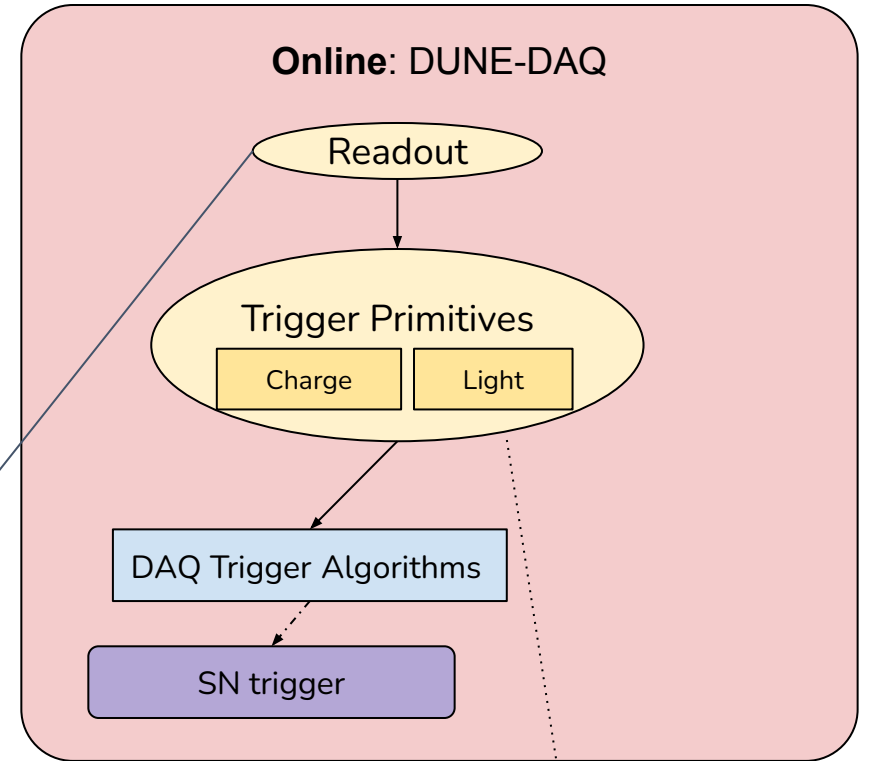 Online: DUNE-DAQ
Readout
Trigger Primitives
Charge
Light
DAQ Trigger Algorithms
SN trigger